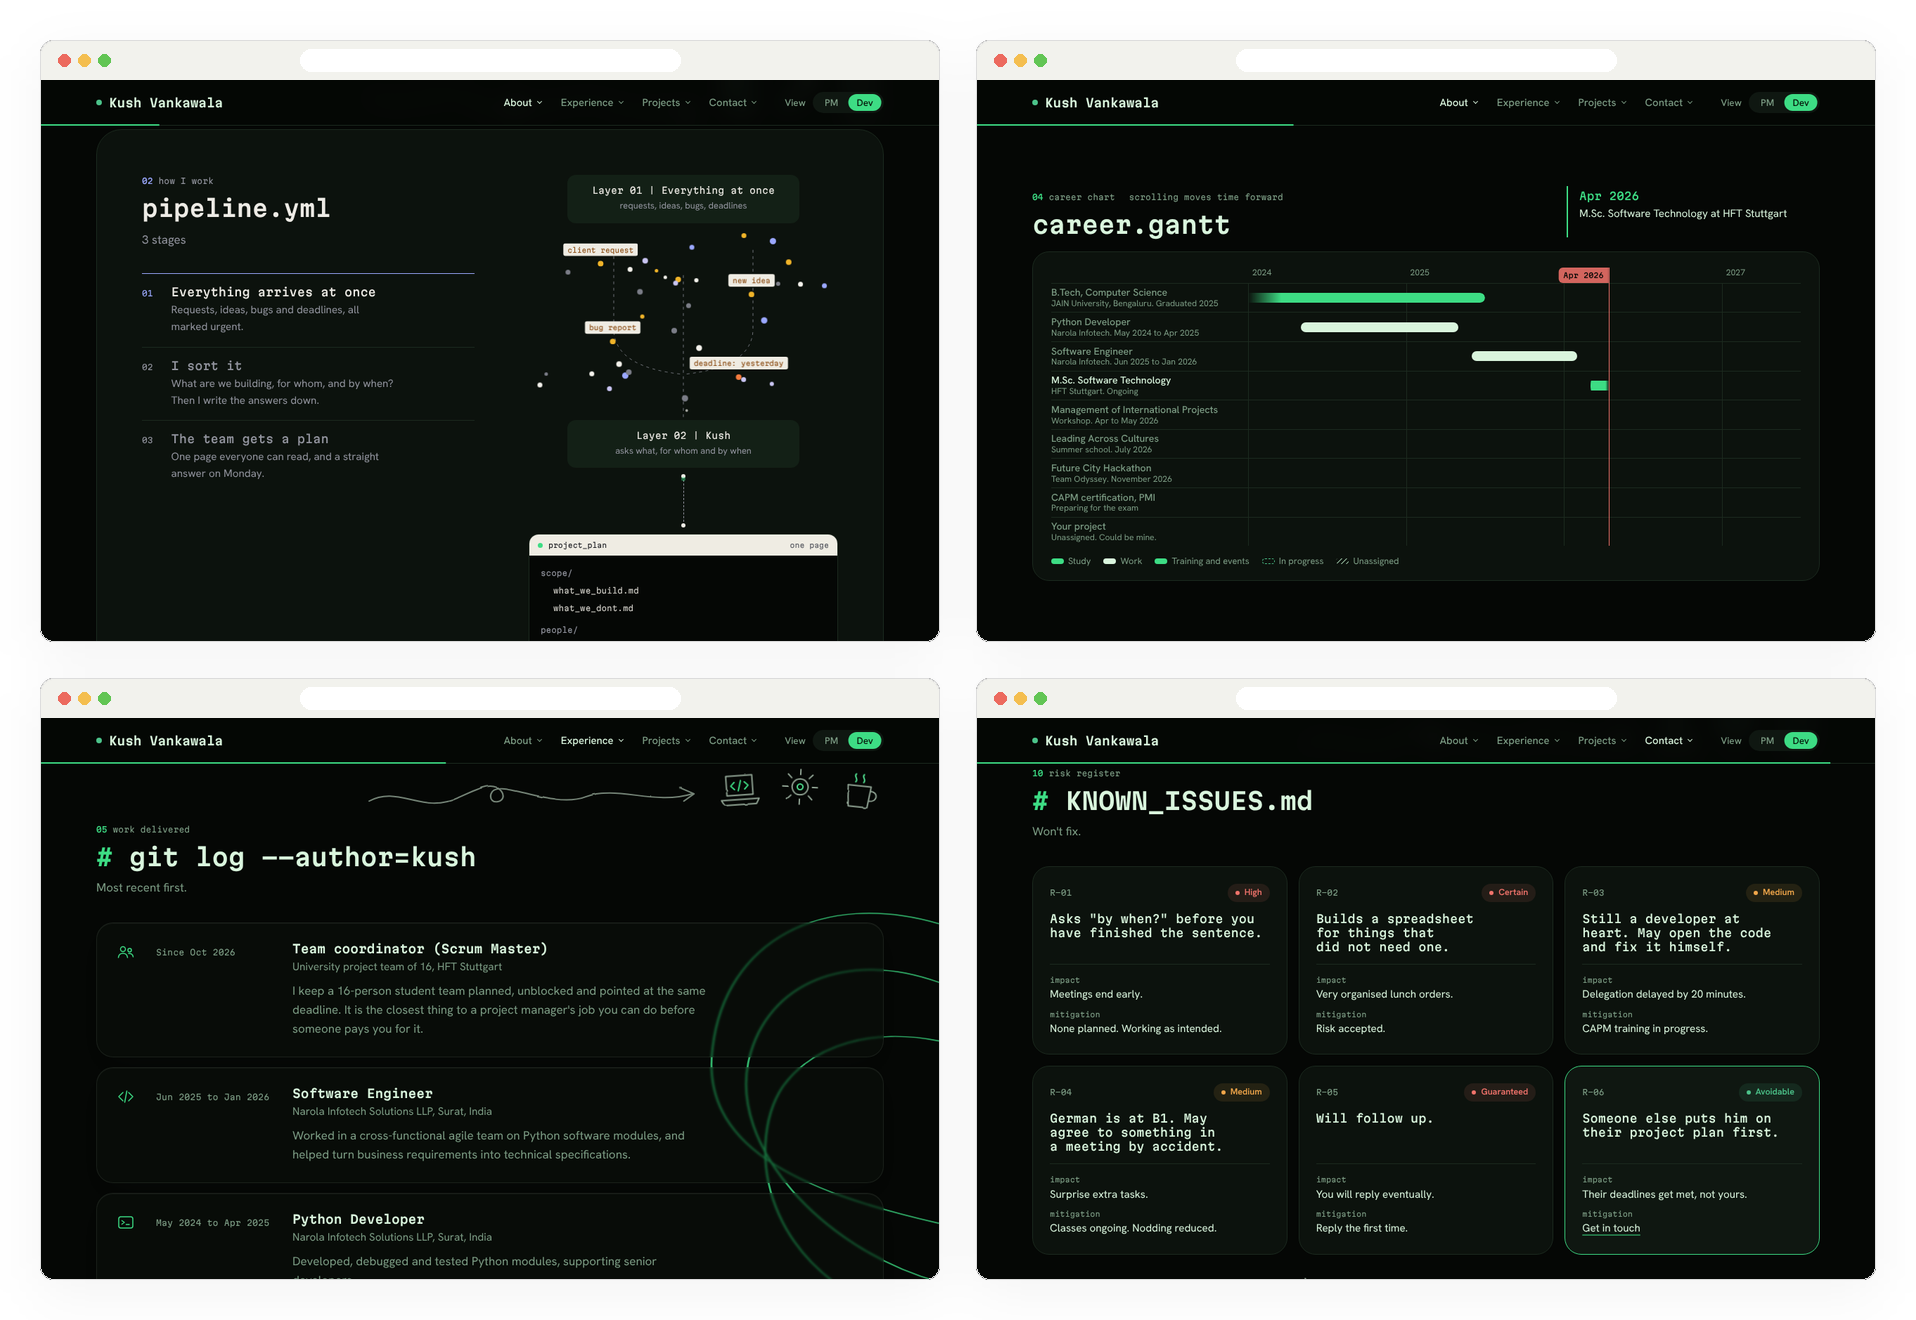 Kush Vankawala
About
Experience
Projects
Contact
View
PM
Dev
02 how I work
pipeline.yml
3 stages
01 Everything arrives at once
Requests, ideas, bugs and deadlines, all
marked urgent.
02 I sort it
What are we building, for whom, and by when?
Then I write the answers down.
03 The team gets a plan
One page everyone can read, and a straight
answer on Monday.
Layer 01 | Everything at once
requests, ideas, bugs, deadlines
client request
new idea
bug report
deadline: yesterday
Layer 02 | Kush
asks what, for whom and by when
project_plan
one page
scope/
what_we_build.md
what_we_dont.md
people/
Kush Vankawala
About
Experience
Projects
Contact
View
PM
Dev
04 career chart scrolling moves time forward
career.gantt
Apr 2026
M.Sc. Software Technology at HFT Stuttgart
2024
2025
Apr 2026
2027
B.Tech, Computer Science
JAIN University, Bengaluru. Graduated 2025
Python Developer
Narola Infotech. May 2024 to Apr 2025
Software Engineer
Narola Infotech. Jun 2025 to Jan 2026
M.Sc. Software Technology
HFT Stuttgart. Ongoing
Management of International Projects
Workshop. Apr to May 2026
Leading Across Cultures
Summer school. July 2026
Future City Hackathon
Team Odyssey. November 2026
CAPM certification, PMI
Preparing for the exam
Your project
Unassigned. Could be mine.
Study
Work
Training and events
In progress
Unassigned
Kush Vankawala
About
Experience
Projects
Contact
View
PM
Dev
</>
05 work delivered
# git log --author=kush
Most recent first.
Since Oct 2026
Team coordinator (Scrum Master)
University project team of 16, HFT Stuttgart
I keep a 16-person student team planned, unblocked and pointed at the same
deadline. It is the closest thing to a project manager's job you can do before
someone pays you for it.
Jun 2025 to Jan 2026
Software Engineer
Narola Infotech Solutions LLP, Surat, India
Worked in a cross-functional agile team on Python software modules, and
helped turn business requirements into technical specifications.
May 2024 to Apr 2025
Python Developer
Narola Infotech Solutions LLP, Surat, India
Developed, debugged and tested Python modules, supporting senior
Kush Vankawala
About
Experience
Projects
Contact
View
PM
Dev
10 risk register
# KNOWN_ISSUES.md
Won't fix.
R-01
High
Asks "by when?" before you
have finished the sentence.
impact
Meetings end early.
mitigation
None planned. Working as intended.
R-02
Certain
Builds a spreadsheet
for things that
did not need one.
impact
Very organised lunch orders.
mitigation
Risk accepted.
R-03
Medium
Still a developer at
heart. May open the code
and fix it himself.
impact
Delegation delayed by 20 minutes.
mitigation
CAPM training in progress.
R-04
Medium
German is at B1. May
agree to something in
a meeting by accident.
impact
Surprise extra tasks.
mitigation
Classes ongoing. Nodding reduced.
R-05
Guaranteed
Will follow up.
impact
You will reply eventually.
mitigation
Reply the first time.
R-06
Avoidable
Someone else puts him on
their project plan first.
impact
Their deadlines get met, not yours.
mitigation
Get in touch